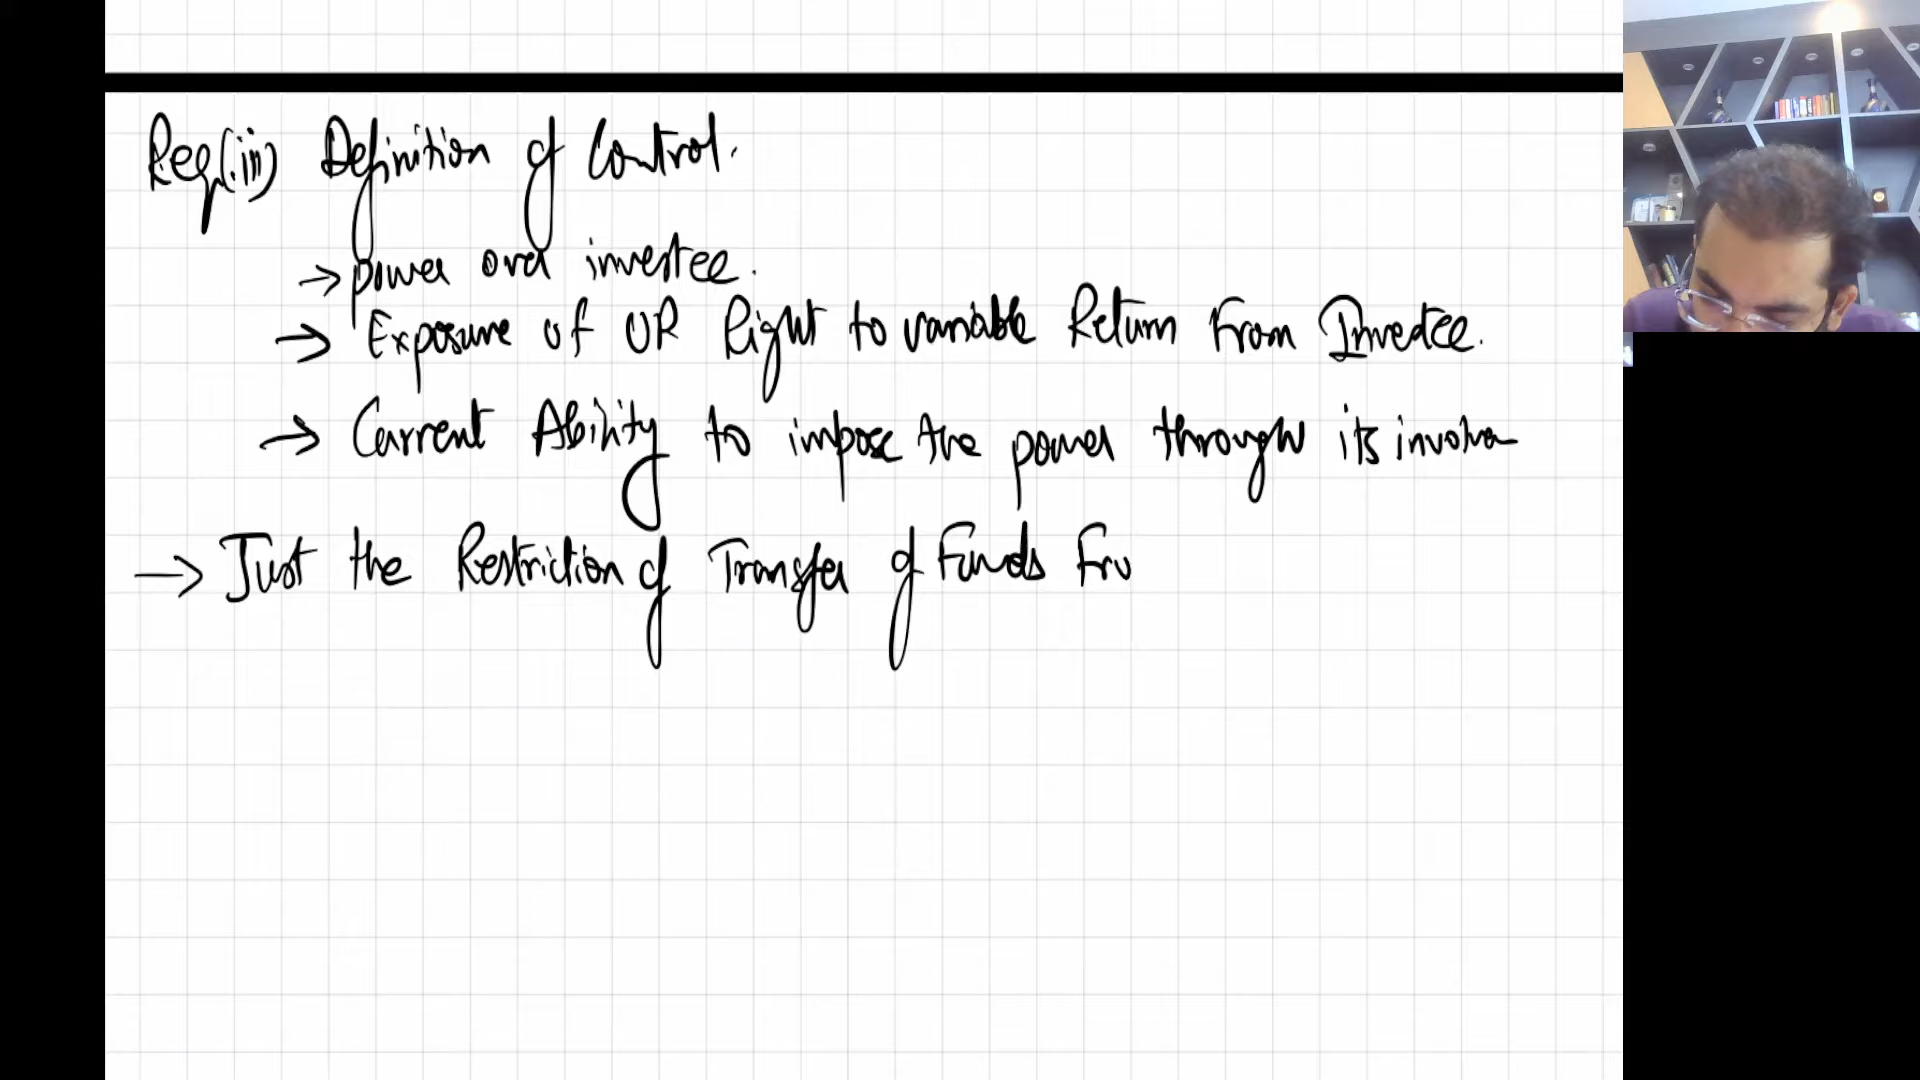 Req(iii) Definition of Control.
→ power over investee.
→ Exposure of OR Right to variable Return From Investee.
→ Current Ability to impose the power through its involve
→ Just the Restriction of Transfer of Funds Fro